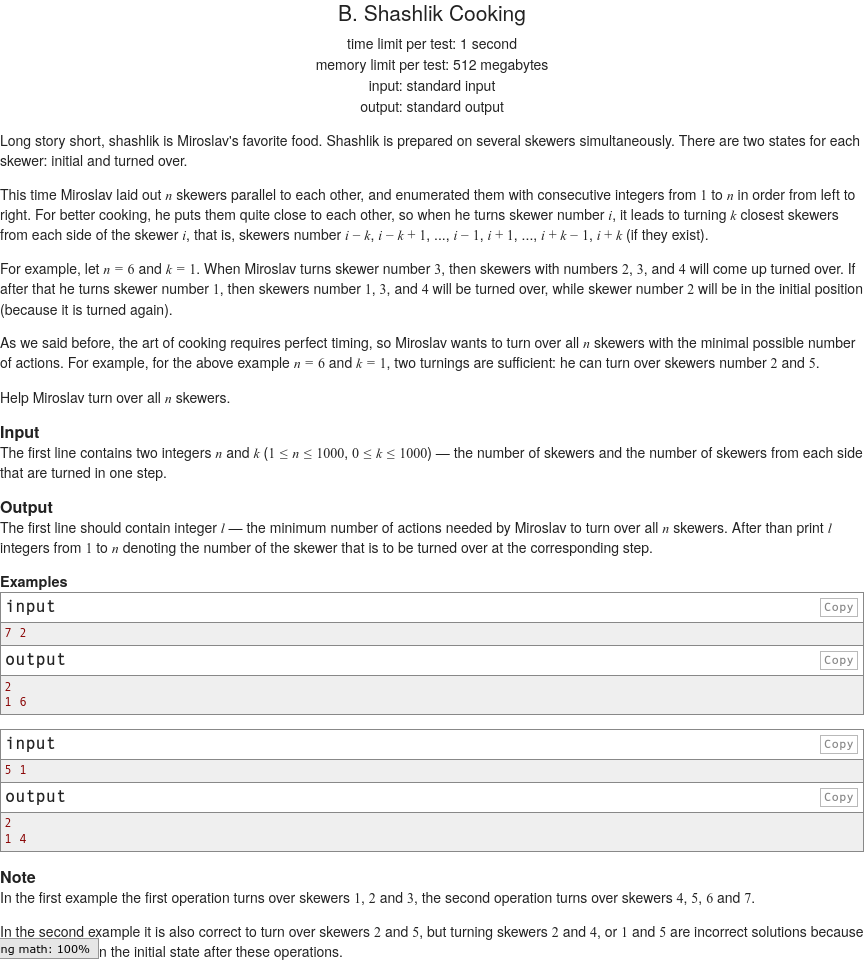 B. Shashlik Cooking
time limit per test: 1 second
memory limit per test: 512 megabytes
input: standard input
output: standard output
Long story short, shashlik is Miroslav's favorite food. Shashlik is prepared on several skewers simultaneously. There are two states for each
skewer: initial and turned over.
This time Miroslav laid out n skewers parallel to each other, and enumerated them with consecutive integers from 1 to n in order from left to
right. For better cooking, he puts them quite close to each other, so when he turns skewer number i, it leads to turning k closest skewers
from each side of the skewer i, that is, skewers number i − k, i − k + 1, ..., i − 1, i + 1, ..., i + k − 1, i + k (if they exist).
For example, let n = 6 and k = 1. When Miroslav turns skewer number 3, then skewers with numbers 2, 3, and 4 will come up turned over. If
after that he turns skewer number 1, then skewers number 1, 3, and 4 will be turned over, while skewer number 2 will be in the initial position
(because it is turned again).
As we said before, the art of cooking requires perfect timing, so Miroslav wants to turn over all n skewers with the minimal possible number
of actions. For example, for the above example n = 6 and k = 1, two turnings are sufficient: he can turn over skewers number 2 and 5.
Help Miroslav turn over all n skewers.
Input
The first line contains two integers n and k (1 ≤ n ≤ 1000, 0 ≤ k ≤ 1000) — the number of skewers and the number of skewers from each side
that are turned in one step.
Output
The first line should contain integer l — the minimum number of actions needed by Miroslav to turn over all n skewers. After than print l
integers from 1 to n denoting the number of the skewer that is to be turned over at the corresponding step.
Examples
input Copy
7 2
output Copy
2
1 6
input Copy
5 1
output Copy
2
1 4
Note
In the first example the first operation turns over skewers 1, 2 and 3, the second operation turns over skewers 4, 5, 6 and 7.
In the second example it is also correct to turn over skewers 2 and 5, but turning skewers 2 and 4, or 1 and 5 are incorrect solutions because
ng math: 100% n the initial state after these operations.